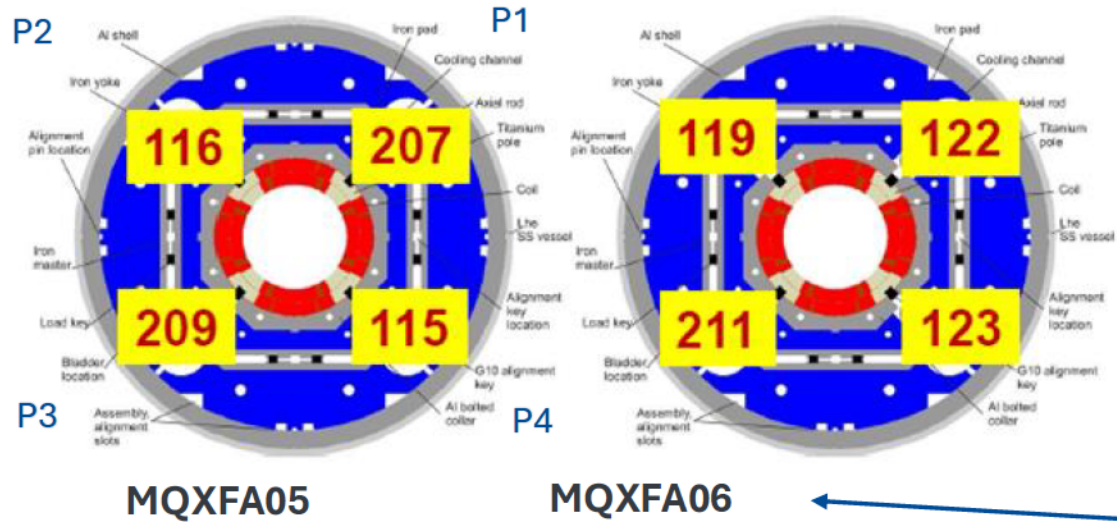 P2
P1
Al shell
Iron pad
Iron yoke
Cooling channel
Axial rod
Alignment
pin location
Titanium
pole
116
207
Coil
Lhe
SS vessel
Iron
master
Alignment
key
location
Load key
209
115
Bladder
location
G10 alignment
key
Al bolted
collar
Assembly,
alignment
slots
P3
MQXFA05
Al shell
Iron pad
Iron yoke
Cooling channel
Axial rod
Alignment
pin location
Titanium
pole
119
122
Coil
Lhe
SS vessel
Iron
master
Alignment
key
location
Load key
211
123
Bladder
location
G10 alignment
key
Al bolted
collar
Assembly,
alignment
slots
P4
MQXFA06